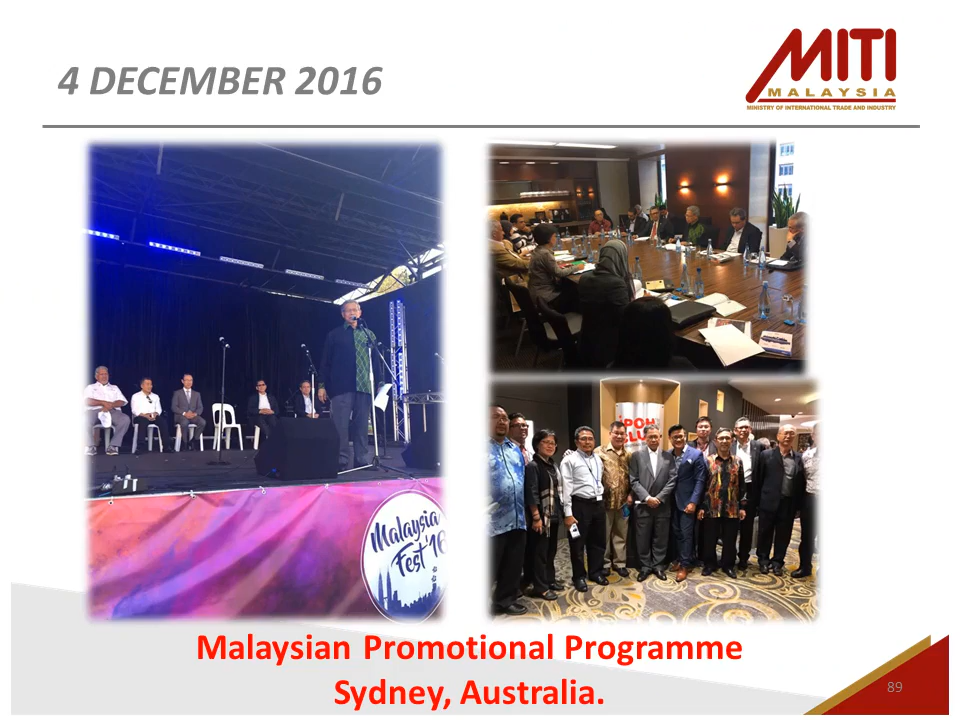 4 DECEMBER 2016
MITI
MALAYSIA
MINISTRY OF INTERNATIONAL TRADE AND INDUSTRY
Malaysia
Fest '16
Malaysian Promotional Programme
Sydney, Australia.
89